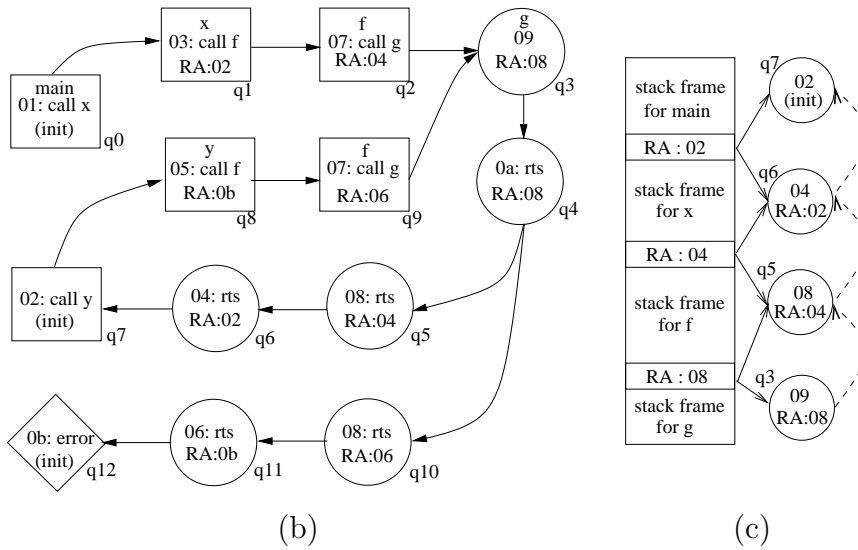 x
03: call f
RA:02
q1
f
07: call g
RA:04
q2
g
09
RA:08
q3
main
01: call x
(init)
q0
y
05: call f
RA:0b
q8
f
07: call g
RA:06
q9
0a: rts
RA:08
q4
02: call y
(init)
q7
04: rts
RA:02
q6
08: rts
RA:04
q5
0b: error
(init)
q12
06: rts
RA:0b
q11
08: rts
RA:06
q10
(b)
stack frame
for main
RA : 02
stack frame
for x
RA : 04
stack frame
for f
RA : 08
stack frame
for g
q7
02
(init)
q6
04
RA:02
q5
08
RA:04
q3
09
RA:08
(c)